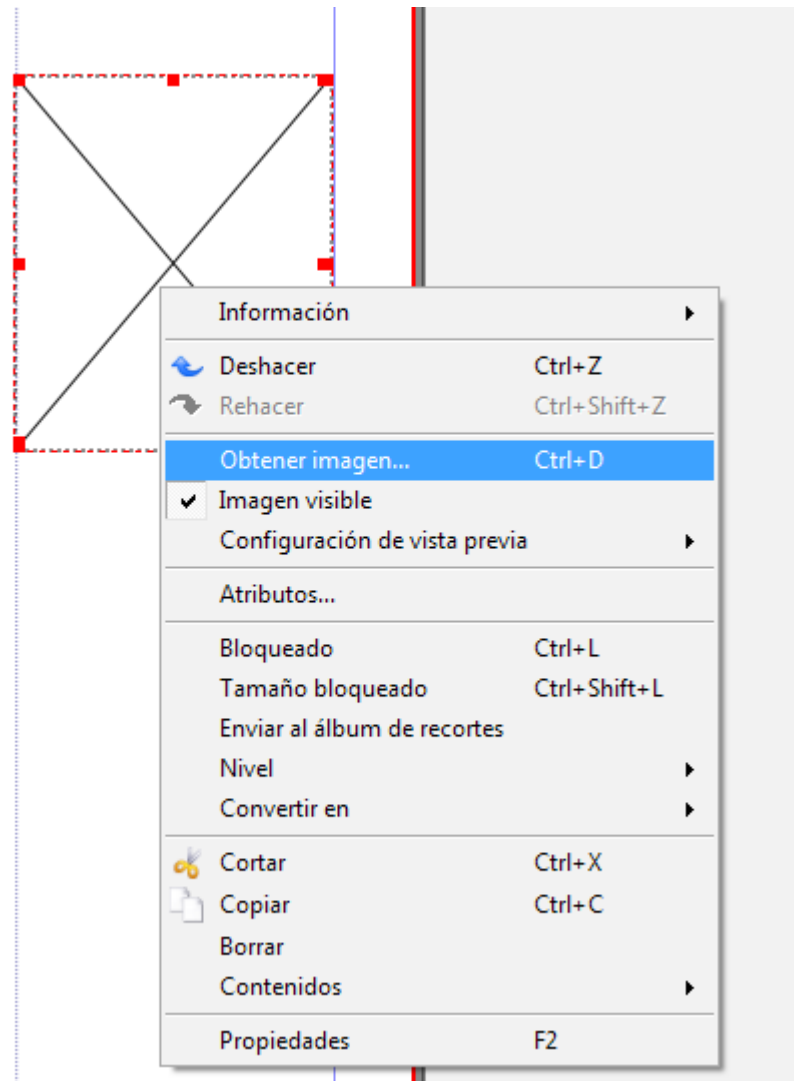 Información
Deshacer Ctrl+Z
Rehacer Ctrl+Shift+Z
Obtener imagen... Ctrl+D
Imagen visible
Configuración de vista previa
Atributos...
Bloqueado Ctrl+L
Tamaño bloqueado Ctrl+Shift+L
Enviar al álbum de recortes
Nivel
Convertir en
Cortar Ctrl+X
Copiar Ctrl+C
Borrar
Contenidos
Propiedades F2